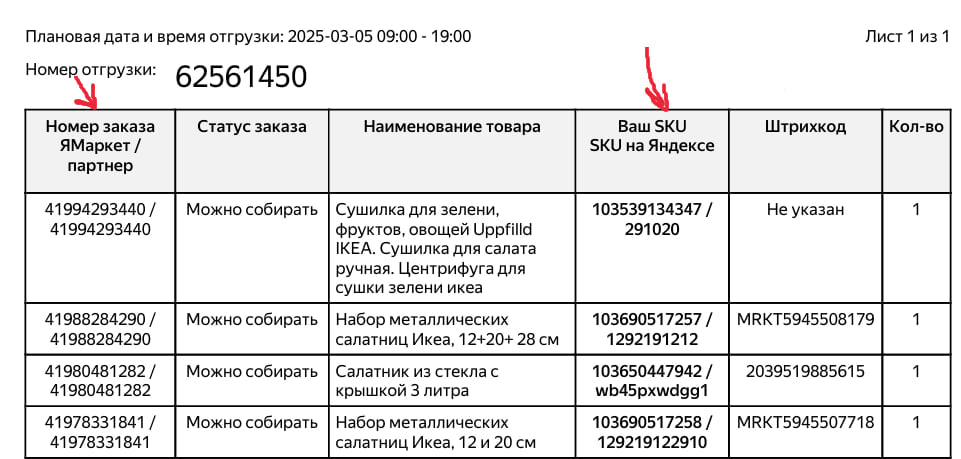 Плановая дата и время отгрузки: 2025-03-05 09:00 - 19:00
Лист 1 из 1
Номер отгрузки: 62561450
Номер заказа ЯМаркет / партнер
Статус заказа
Наименование товара
Ваш SKU SKU на Яндексе
Штрихкод
Кол-во
41994293440 / 41994293440
Можно собирать
Сушилка для зелени,
фруктов, овощей Uppfilld
IKEA. Сушилка для салата
ручная. Центрифуга для
сушки зелени икеа
103539134347 / 291020
Не указан
1
41988284290 / 41988284290
Можно собирать
Набор металлических
салатниц Икеа, 12+20+ 28 см
103690517257 / 1292191212
MRKT5945508179
1
41980481282 / 41980481282
Можно собирать
Салатник из стекла с
крышкой 3 литра
103650447942 / wb45pxwdgg1
2039519885615
1
41978331841 / 41978331841
Можно собирать
Набор металлических
салатниц Икеа, 12 и 20 см
103690517258 / 129219122910
MRKT5945507718
1